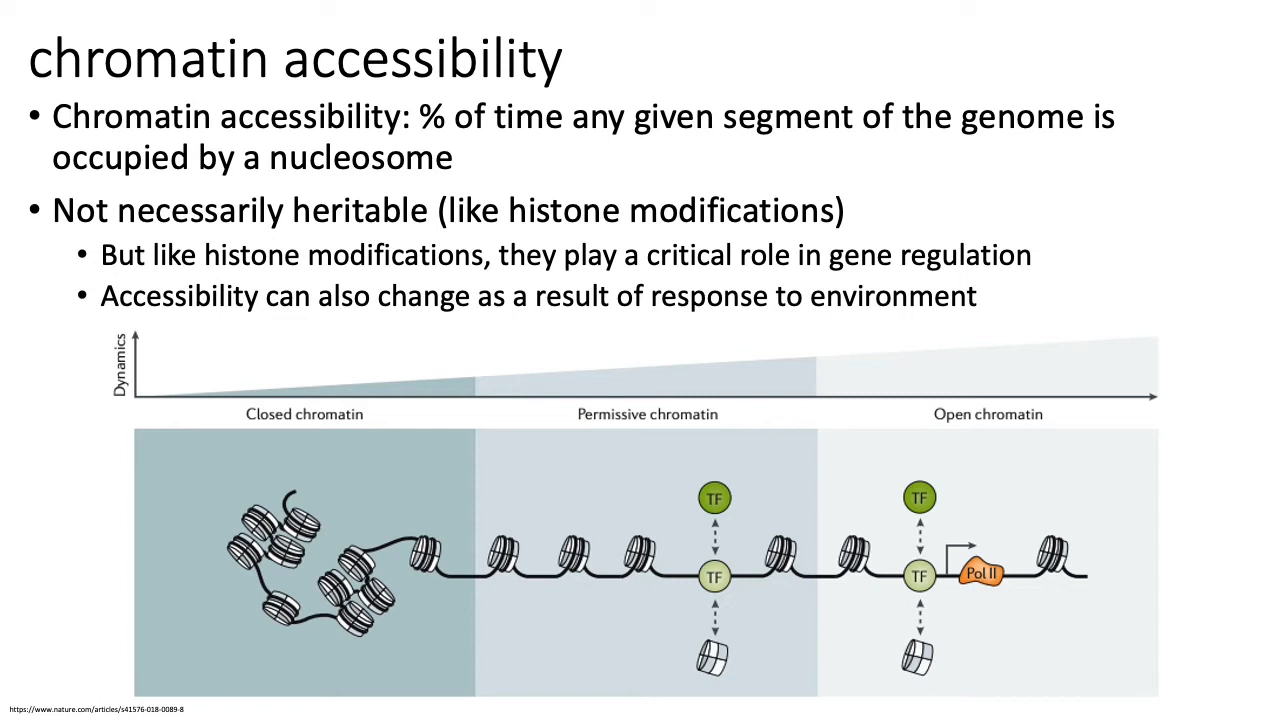 chromatin accessibility
• Chromatin accessibility: % of time any given segment of the genome is
occupied by a nucleosome
• Not necessarily heritable (like histone modifications)
• But like histone modifications, they play a critical role in gene regulation
• Accessibility can also change as a result of response to environment
Dynamics
Closed chromatin
Permissive chromatin
Open chromatin
TF
TF
TF
TF
Pol II
https://www.nature.com/articles/s41576-018-0089-8